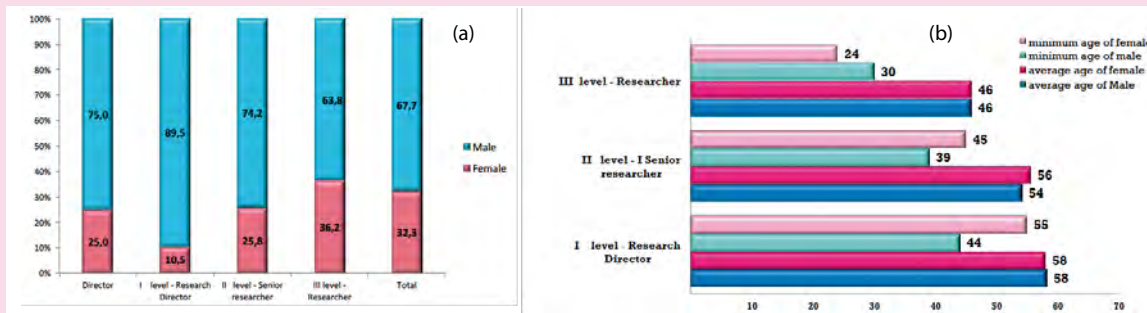 (a)
100%
90%
80%
70%
60%
50%
40%
30%
20%
10%
0%
75,0
89,5
74,2
63,8
67,7
25,0
10,5
25,8
36,2
32,3
Male
Female
Director
I level - Research
Director
II level - Senior
researcher
III level -
Researcher
Total
(b)
minimum age of female
minimum age of male
average age of female
average age of Male
III level - Researcher
24
30
46
46
II level - I Senior
researcher
45
39
56
54
I level - Research
Director
55
44
58
58
10
20
30
40
50
60
70